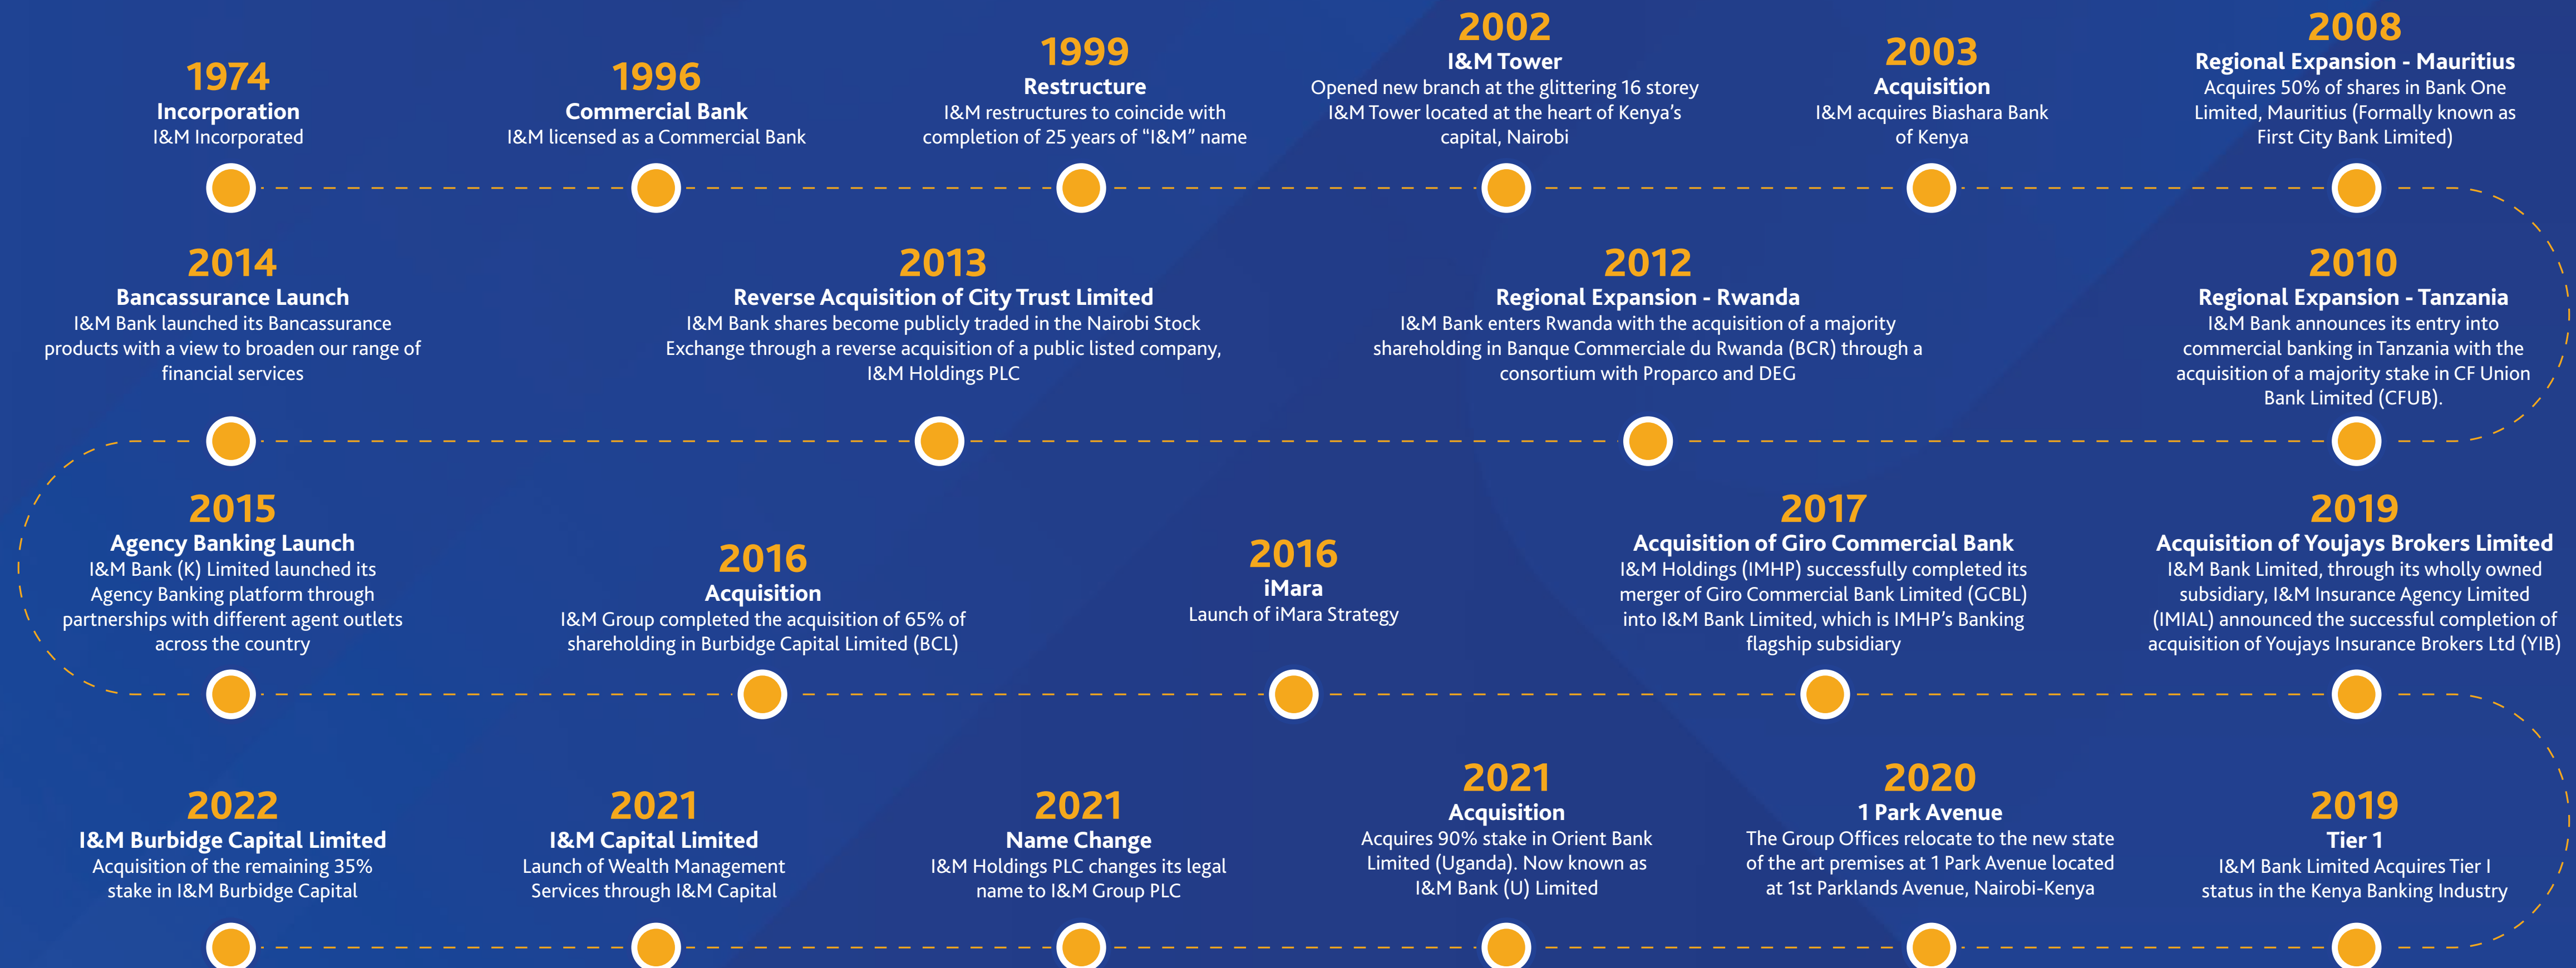 1974
Incorporation
I&M Incorporated
1996
Commercial Bank
I&M licensed as a Commercial Bank
1999
Restructure
I&M restructures to coincide with
completion of 25 years of “I&M” name
2002
I&M Tower
Opened new branch at the glittering 16 storey
I&M Tower located at the heart of Kenya’s
capital, Nairobi
2003
Acquisition
I&M acquires Biashara Bank
of Kenya
2008
Regional Expansion - Mauritius
Acquires 50% of shares in Bank One
Limited, Mauritius (Formally known as
First City Bank Limited)
2010
Regional Expansion - Tanzania
I&M Bank announces its entry into
commercial banking in Tanzania with the
acquisition of a majority stake in CF Union
Bank Limited (CFUB).
2012
Regional Expansion - Rwanda
I&M Bank enters Rwanda with the acquisition of a majority
shareholding in Banque Commerciale du Rwanda (BCR) through a
consortium with Proparco and DEG
2013
Reverse Acquisition of City Trust Limited
I&M Bank shares become publicly traded in the Nairobi Stock
Exchange through a reverse acquisition of a public listed company,
I&M Holdings PLC
2014
Bancassurance Launch
I&M Bank launched its Bancassurance
products with a view to broaden our range of
financial services
2015
Agency Banking Launch
I&M Bank (K) Limited launched its
Agency Banking platform through
partnerships with different agent outlets
across the country
2016
Acquisition
I&M Group completed the acquisition of 65% of
shareholding in Burbidge Capital Limited (BCL)
2016
iMara
Launch of iMara Strategy
2017
Acquisition of Giro Commercial Bank
I&M Holdings (IMHP) successfully completed its
merger of Giro Commercial Bank Limited (GCBL)
into I&M Bank Limited, which is IMHP’s Banking
flagship subsidiary
2019
Acquisition of Youjays Brokers Limited
I&M Bank Limited, through its wholly owned
subsidiary, I&M Insurance Agency Limited
(IMIAL) announced the successful completion of
acquisition of Youjays Insurance Brokers Ltd (YIB)
2019
Tier 1
I&M Bank Limited Acquires Tier I
status in the Kenya Banking Industry
2020
1 Park Avenue
The Group Offices relocate to the new state
of the art premises at 1 Park Avenue located
at 1st Parklands Avenue, Nairobi-Kenya
2021
Acquisition
Acquires 90% stake in Orient Bank
Limited (Uganda). Now known as
I&M Bank (U) Limited
2021
Name Change
I&M Holdings PLC changes its legal
name to I&M Group PLC
2021
I&M Capital Limited
Launch of Wealth Management
Services through I&M Capital
2022
I&M Burbidge Capital Limited
Acquisition of the remaining 35%
stake in I&M Burbidge Capital